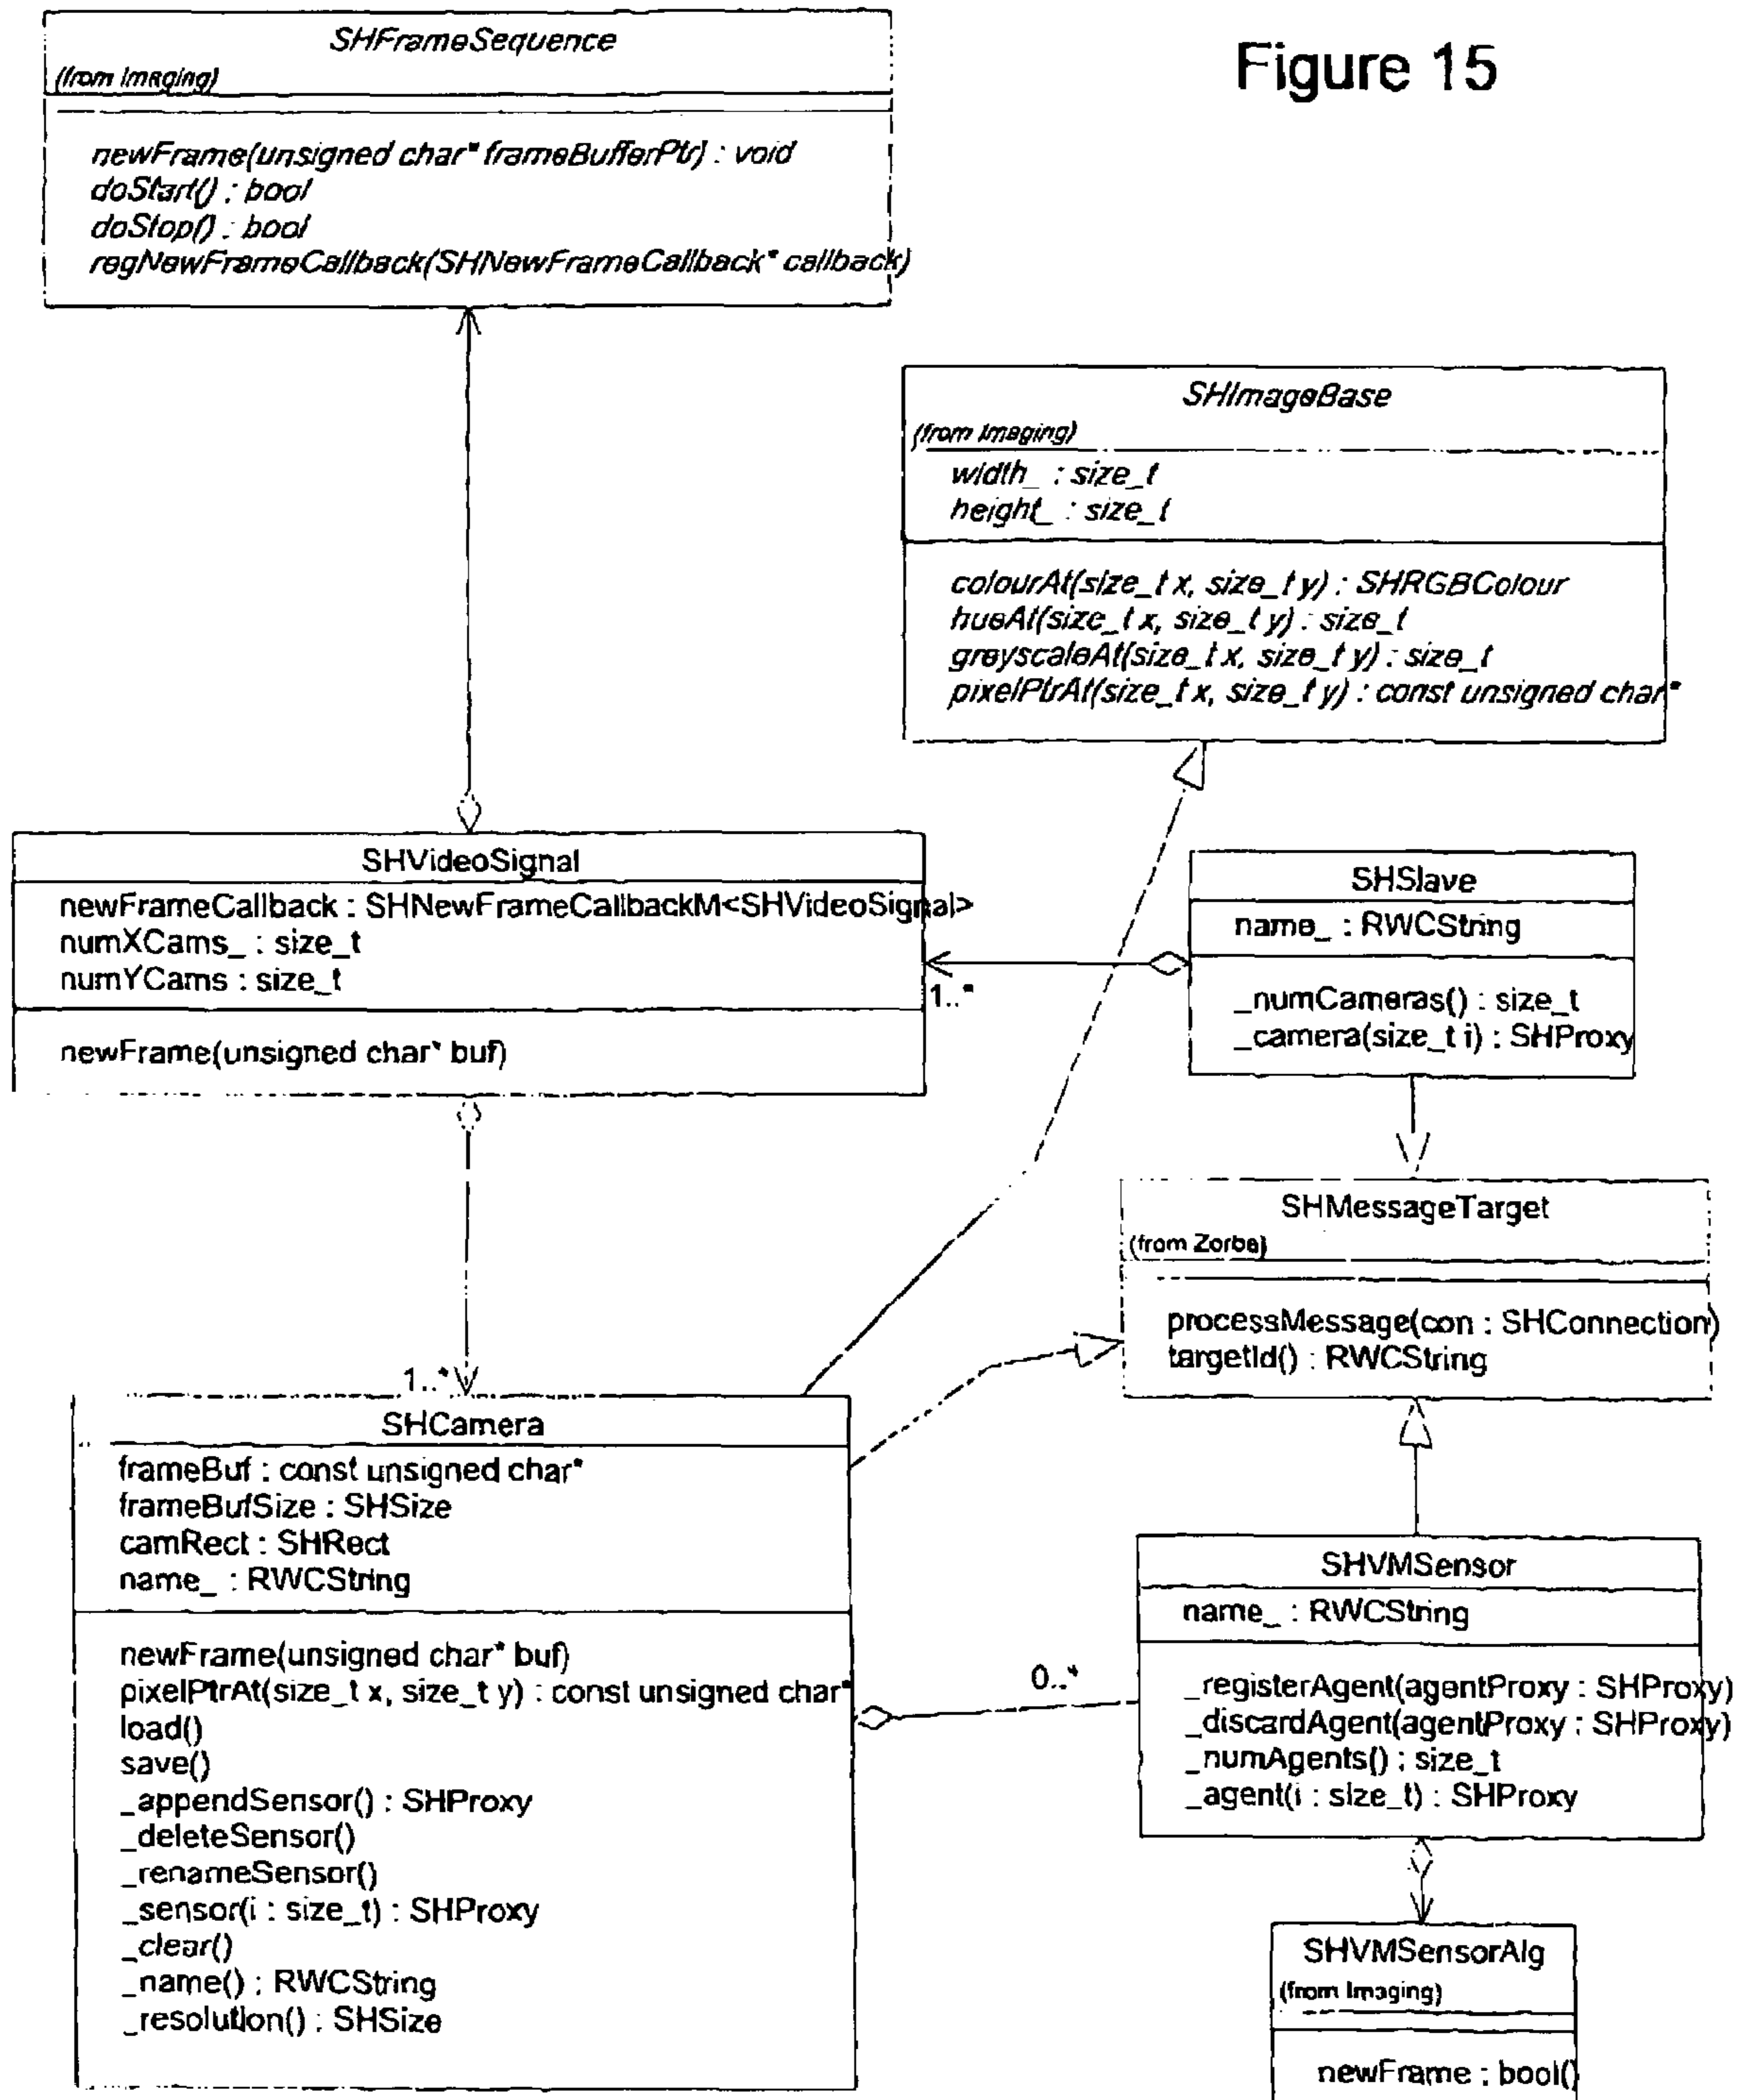 Figure 15
SHFrameSequence
(from Imaging)
newFrame(unsigned char* frameBufferPtr) : void
doStart() : bool
doStop() : bool
regNewFrameCallback(SHNewFrameCallback* callback)
SHImageBase
(from Imaging)
width_ : size_t
height_ : size_t
colourAt(size_t x, size_t y) : SHRGBColour
hueAt(size_t x, size_t y) : size_t
greyscaleAt(size_t x, size_t y) : size_t
pixelPtrAt(size_t x, size_t y) : const unsigned char*
SHVideoSignal
newFrameCallback : SHNewFrameCallbackM<SHVideoSignal>
numXCams_ : size_t
numYCams : size_t
newFrame(unsigned char* buf)
1..*
SHSlave
name_ : RWCString
_numCameras() : size_t
_camera(size_t i) : SHProxy
SHMessageTarget
(from Zorba)
processMessage(con : SHConnection)
targetId() : RWCString
1..*
SHCamera
frameBuf : const unsigned char*
frameBufSize : SHSize
camRect : SHRect
name_ : RWCString
newFrame(unsigned char* buf)
pixelPtrAt(size_t x, size_t y) : const unsigned char*
load()
save()
_appendSensor() : SHProxy
_deleteSensor()
_renameSensor()
_sensor(i : size_t) : SHProxy
_clear()
_name() : RWCString
_resolution() : SHSize
0..*
SHVMSensor
name_ : RWCString
_registerAgent(agentProxy : SHProxy)
_discardAgent(agentProxy : SHProxy)
_numAgents() : size_t
_agent(i : size_t) : SHProxy
SHVMSensorAlg
(from Imaging)
newFrame : bool()